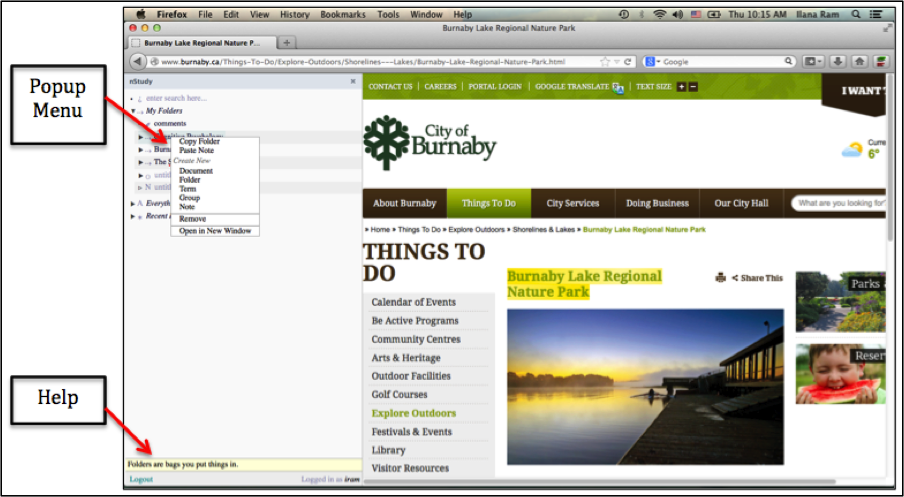 Firefox File Edit View History Bookmarks Tools Window Help Thu 10:15 AM Ilana Ram
Burnaby Lake Regional Nature Park
Burnaby Lake Regional Nature P...
www.burnaby.ca/Things-To-Do/Explore-Outdoors/Shorelines---Lakes/Burnaby-Lake-Regional-Nature-Park.html
Google
Popup
Menu
nStudy
enter search here...
My Folders
comments
Copy Folder
Paste Note
Create New
Document
Folder
Term
Group
Note
Remove
Open in New Window
Psychology
Burn
The S
untit
N untit
A. Everyth
Recent
Help
Folders are bags you put things in.
Logout Logged in as iram
CONTACT US | CAREERS | PORTAL LOGIN | GOOGLE TRANSLATE | TEXT SIZE + −
I WANT
City of
Burnaby
Curre
6°
About Burnaby Things To Do City Services Doing Business Our City Hall What are you looking for?
» Home » Things To Do » Explore Outdoors » Shorelines & Lakes » Burnaby Lake Regional Nature Park
THINGS TO
DO
Calendar of Events
Be Active Programs
Community Centres
Arts & Heritage
Outdoor Facilities
Golf Courses
Explore Outdoors
Festivals & Events
Library
Visitor Resources
Burnaby Lake Regional
Nature Park
Share This
Parks
Reser